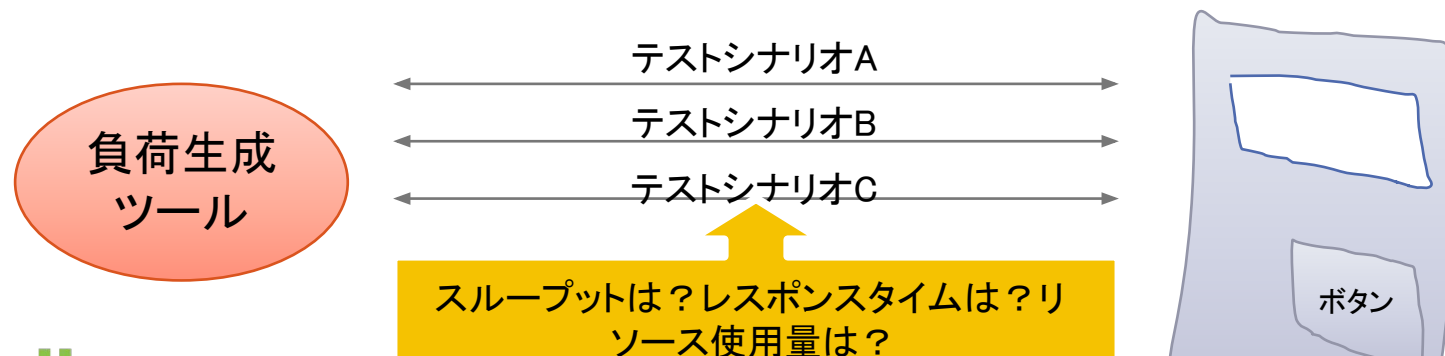 テストシナリオA
テストシナリオB
テストシナリオC
負荷生成
ツール
スループットは？レスポンスタイムは？リ
ソース使用量は？
ボタン